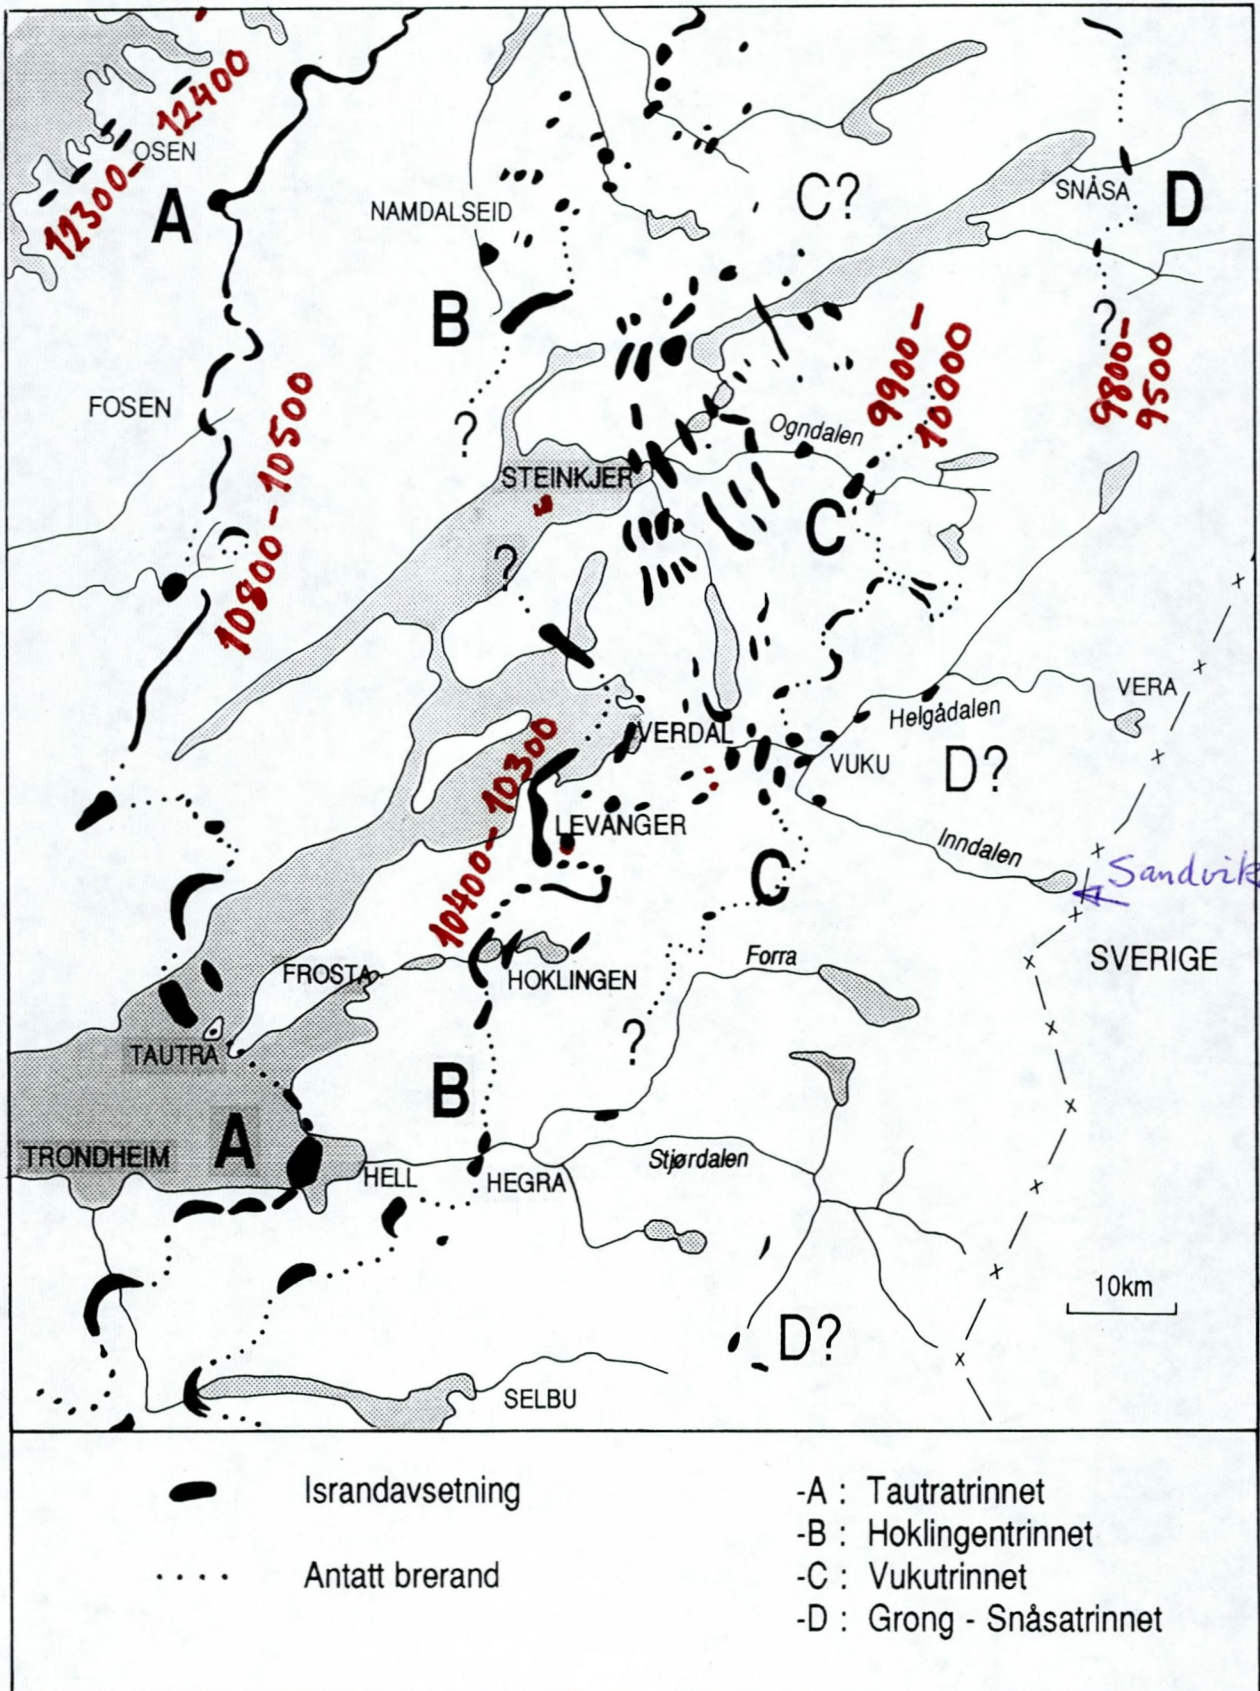 12300-12400
OSEN
A
NAMDALSEID
C?
SNÅSA
D
B
?
9900-
10000
9800-
9500
FOSEN
10800-10500
?
Ogndalen
STEINKJER
C
?
VERA
Helgådalen
VERDAL
VUKU
D?
10400-10300
LEVANGER
Inndalen
C
Sandvik
SVERIGE
FROSTA
HOKLINGEN
Forra
?
TAUTRA
B
A
TRONDHEIM
HELL
HEGRA
Stjørdalen
10km
D?
SELBU
Israndavsetning
Antatt brerand
-A : Tautratrinnet
-B : Hoklingentrinnet
-C : Vukutrinnet
-D : Grong - Snåsatrinnet